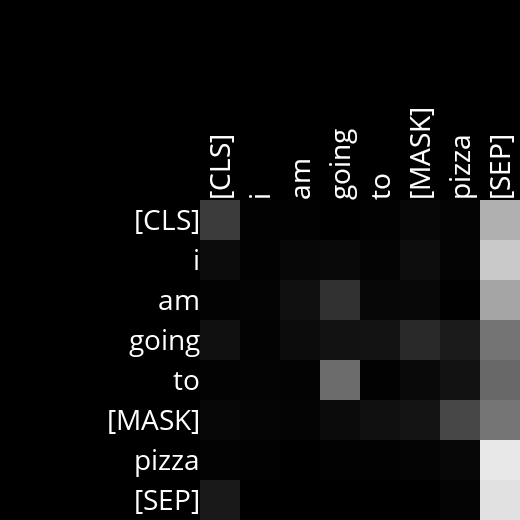 [CLS] i am going to [MASK] pizza [SEP]
[CLS]
i
am
going
to
[MASK]
pizza
[SEP]